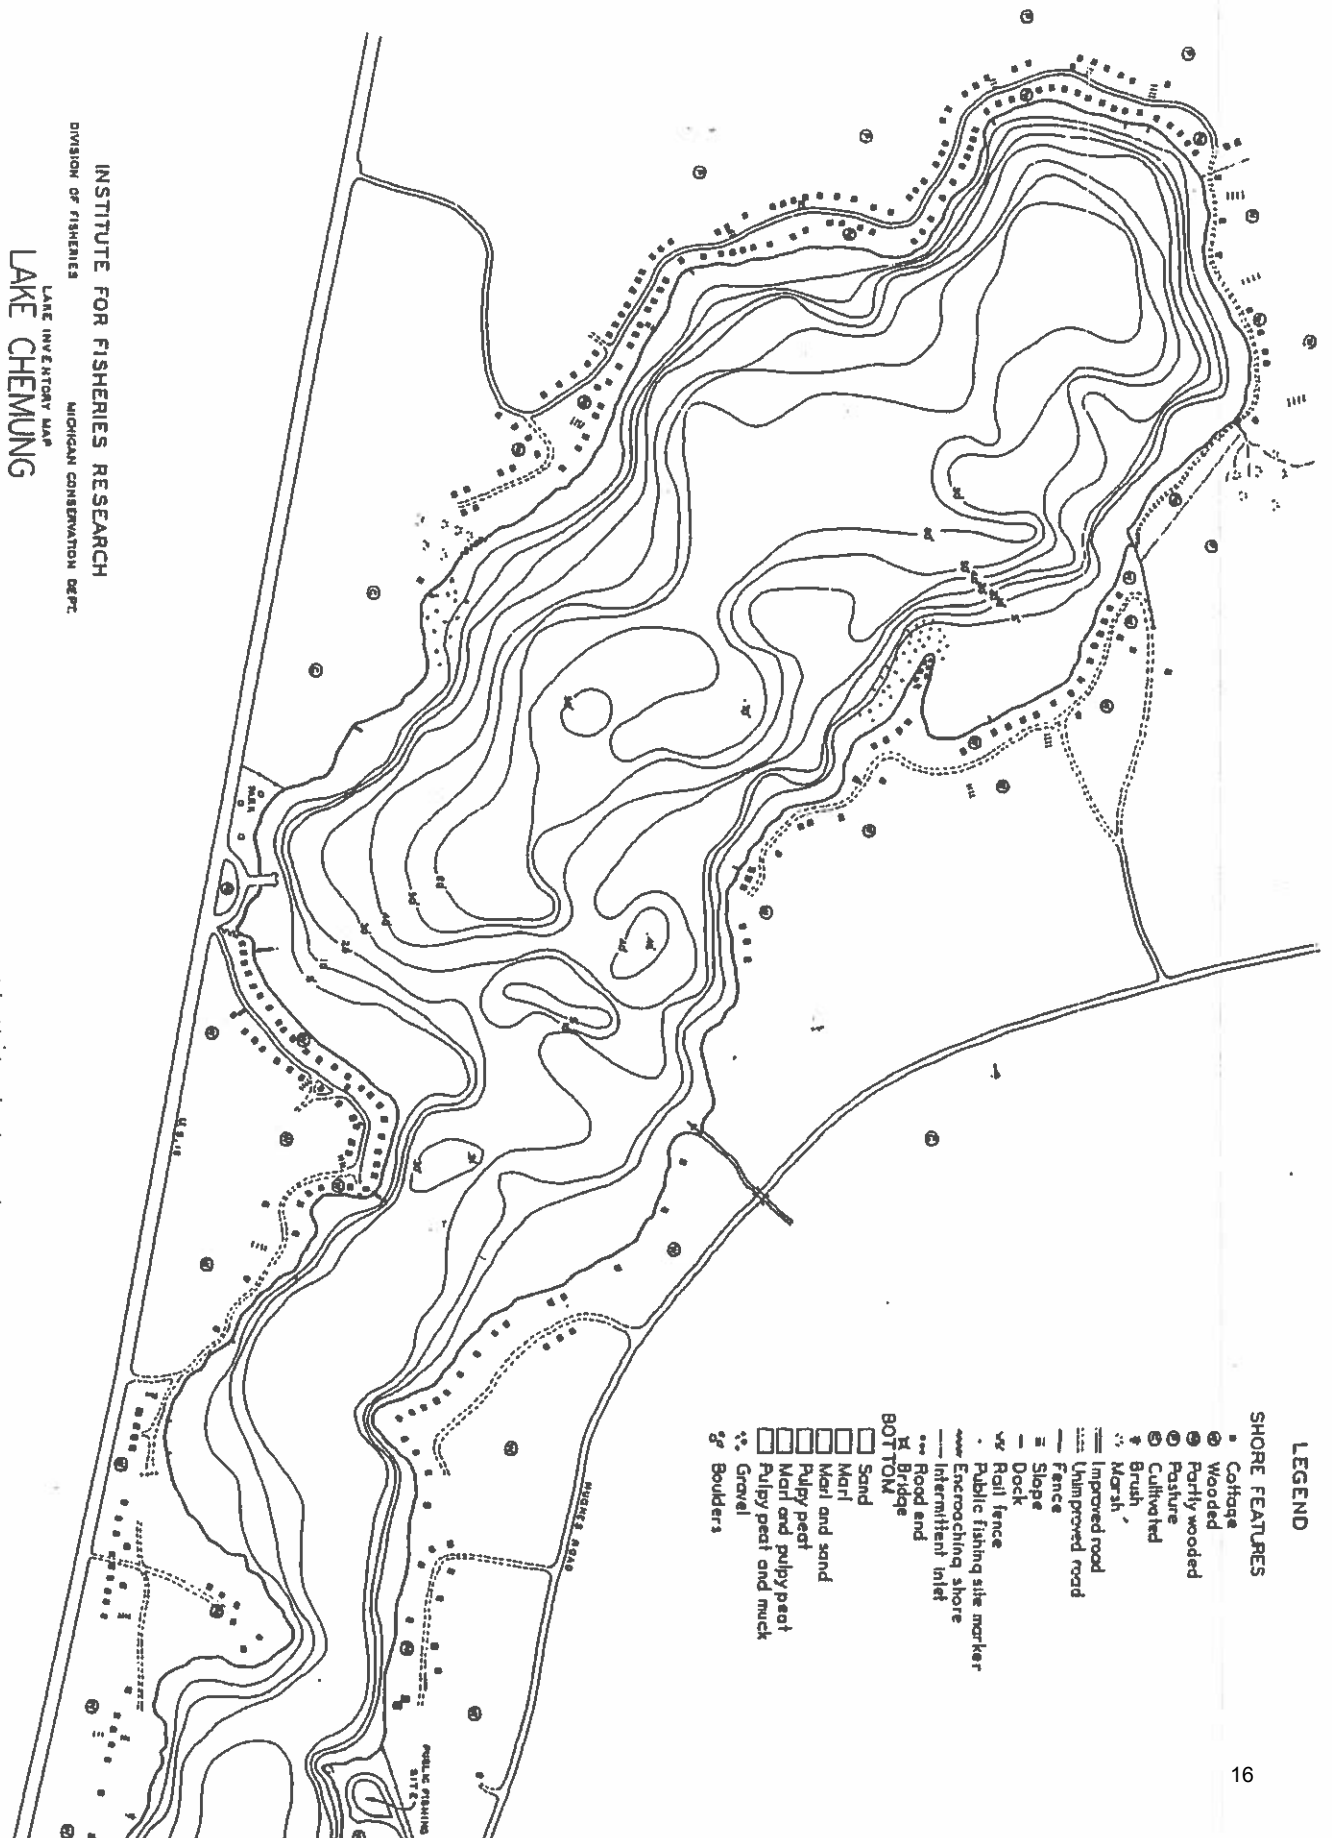 INSTITUTE FOR FISHERIES RESEARCH
DIVISION OF FISHERIES MICHIGAN CONSERVATION DEPT.
LAKE INVENTORY MAP
LAKE CHEMUNG
LEGEND
SHORE FEATURES
Cottage
Wooded
Partly wooded
Pasture
Cultivated
Brush
Marsh
Improved road
Unimproved road
Fence
Slope
Dock
Rail fence
Public fishing site marker
Encroaching shore
Intermittent inlet
Road end
Bridge
BOTTOM
Sand
Marl
Marl and sand
Pulpy peat
Marl and pulpy peat
Pulpy peat and muck
Gravel
Boulders
HUGHES ROAD
PUBLIC FISHING
SITE
PARK
16